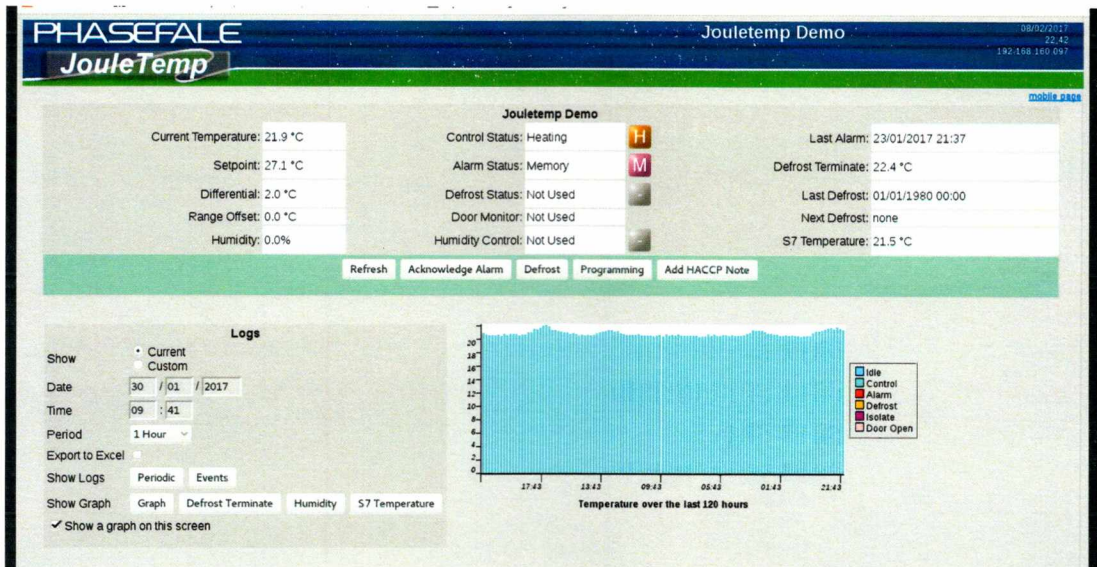 PHASEFALE
JouleTemp
Jouletemp Demo
08/02/2017
22,42
192.168.160.097
mobile page
Jouletemp Demo
Current Temperature: 21.9 °C
Control Status: Heating
H
Last Alarm: 23/01/2017 21:37
Setpoint: 27.1 °C
Alarm Status: Memory
M
Defrost Terminate: 22.4 °C
Differential: 2.0 °C
Defrost Status: Not Used
-
Last Defrost: 01/01/1980 00:00
Range Offset: 0.0 °C
Door Monitor: Not Used
Next Defrost: none
Humidity: 0.0%
Humidity Control: Not Used
-
S7 Temperature: 21.5 °C
Refresh Acknowledge Alarm Defrost Programming Add HACCP Note
Logs
Show
Current
Custom
Date 30 / 01 / 2017
Time 09 : 41
Period 1 Hour
Export to Excel
Show Logs Periodic Events
Show Graph Graph Defrost Terminate Humidity S7 Temperature
Show a graph on this screen
20
18
16
14
12
10
8
6
4
2
0
17:43 13:43 09:43 05:43 01:43 21:43
Temperature over the last 120 hours
Idle
Control
Alarm
Defrost
Isolate
Door Open